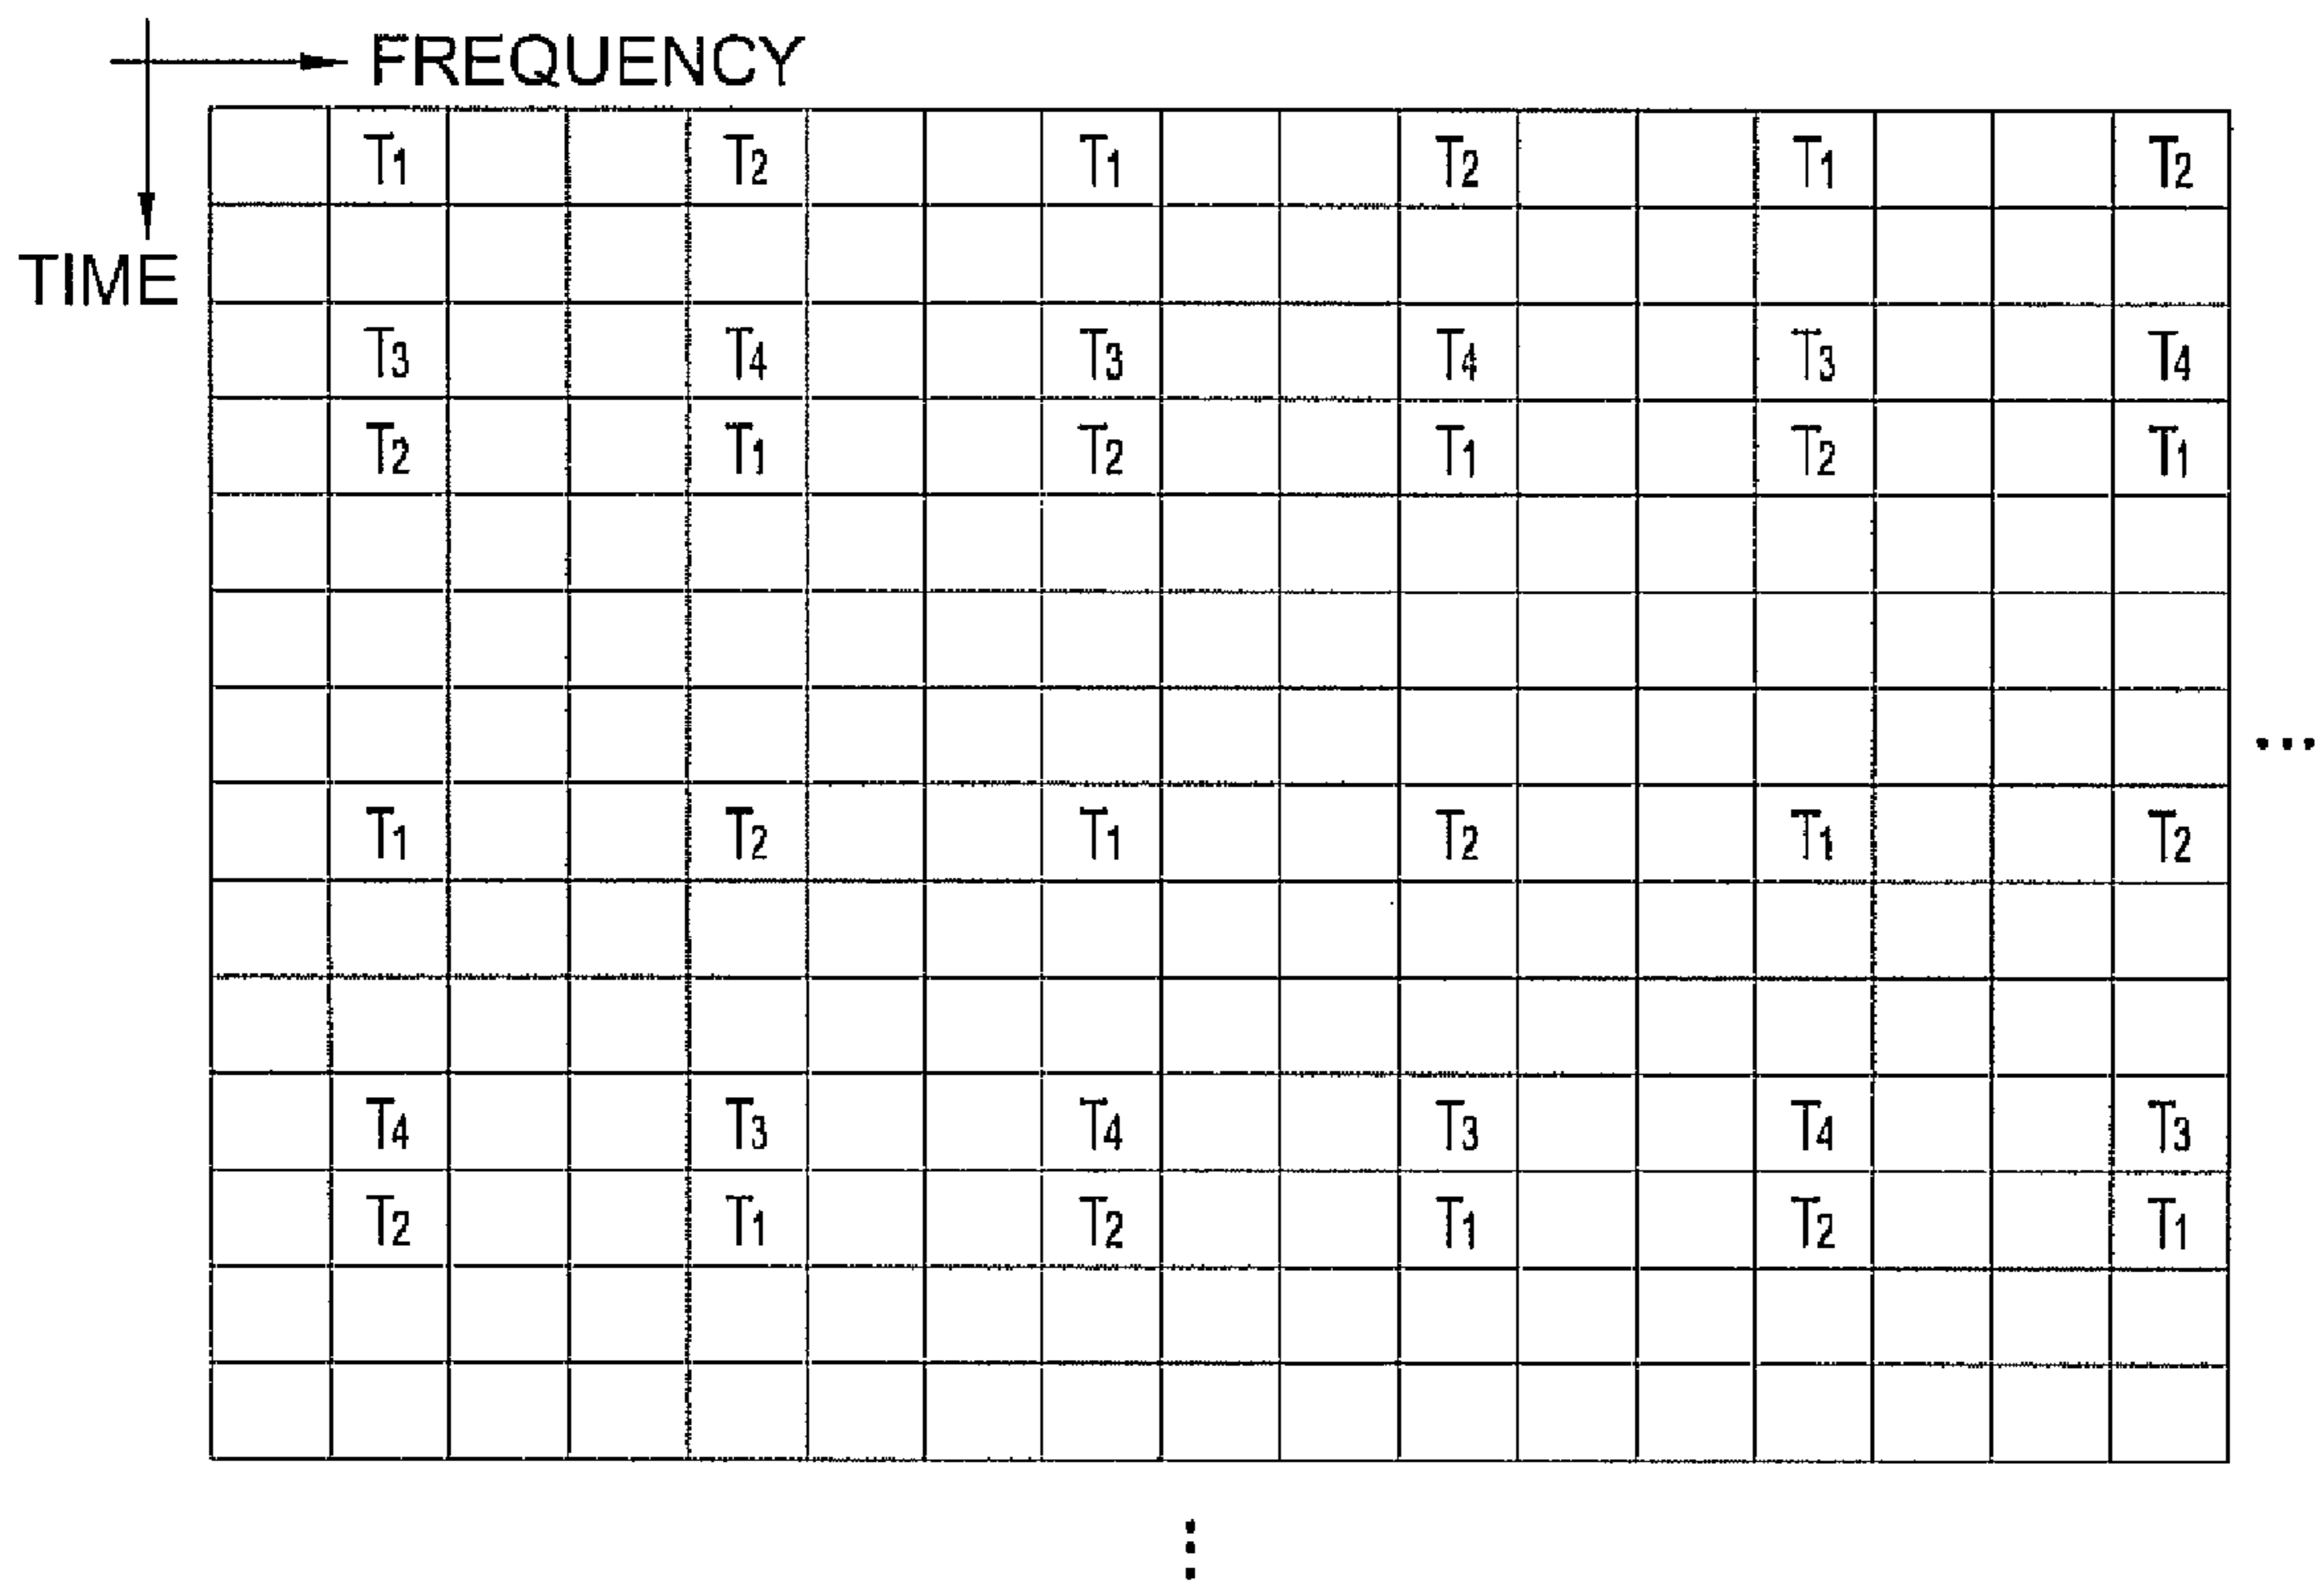 FREQUENCY
TIME
T1 T2 T1 T2 T1 T2
T3 T4 T3 T4 T3 T4
T2 T1 T2 T1 T2 T1
...
T1 T2 T1 T2 T1 T2
T4 T3 T4 T3 T4 T3
T2 T1 T2 T1 T2 T1
⋮